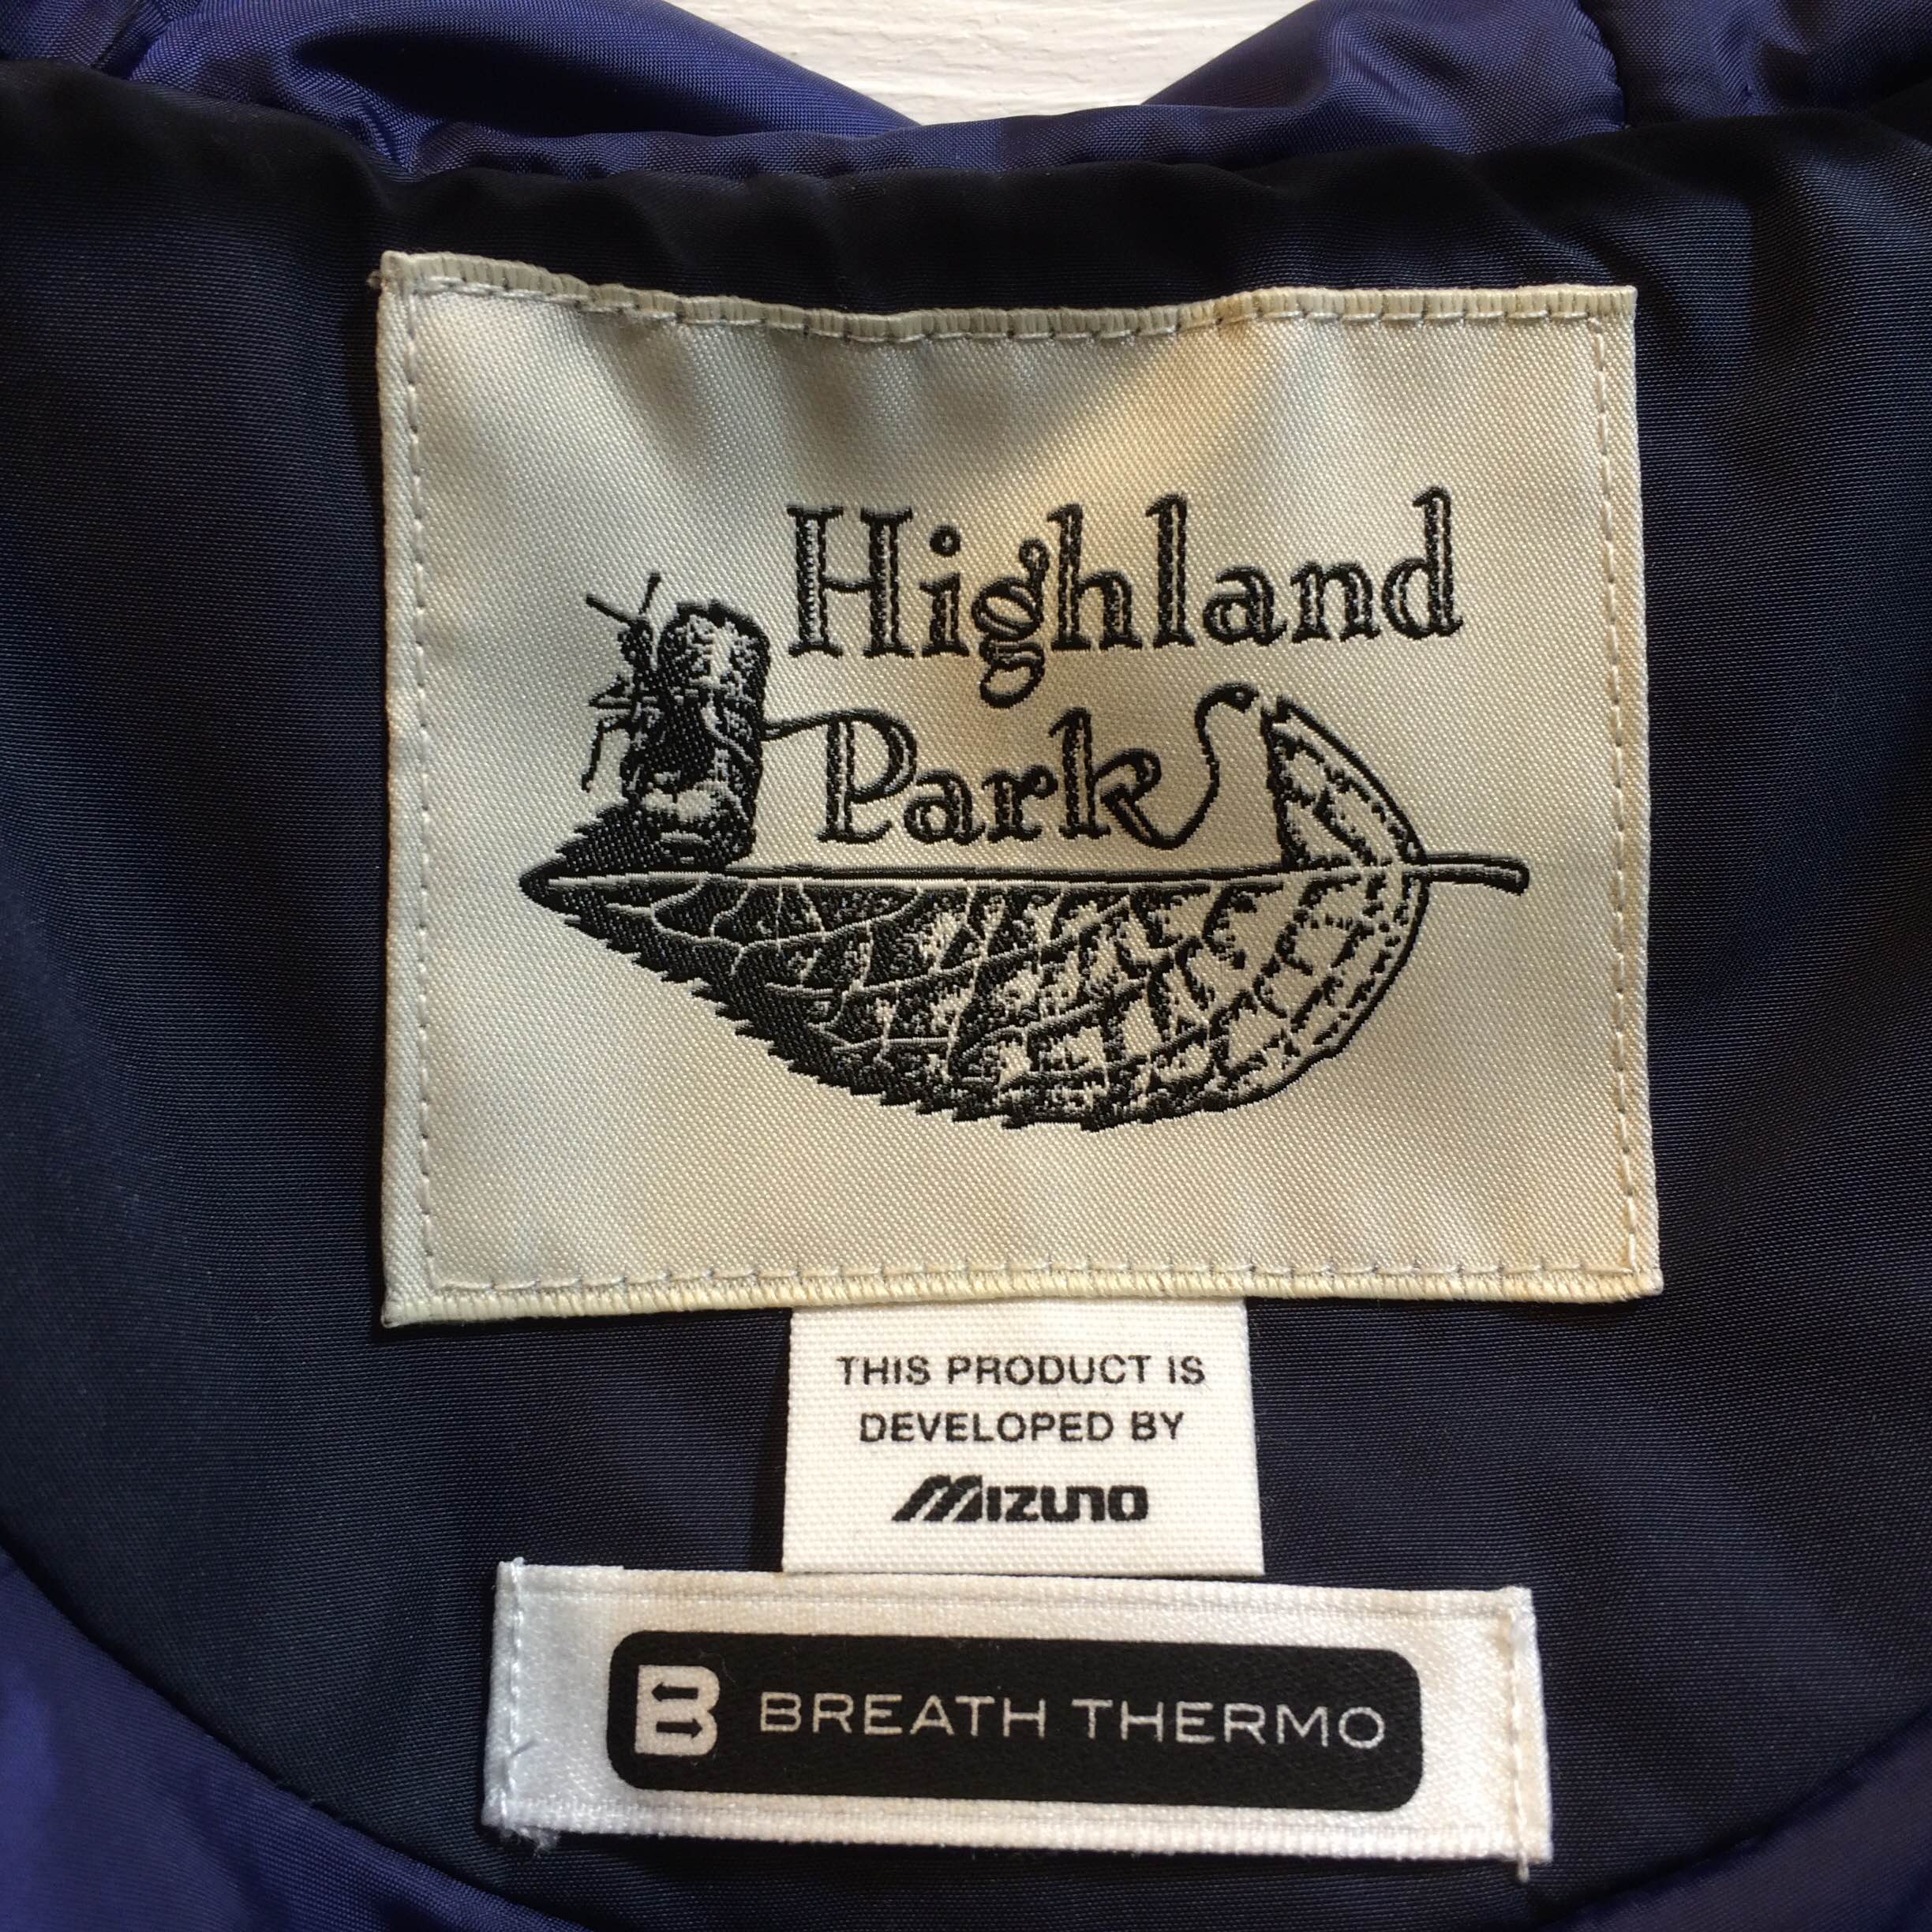 Highland
Park
THIS PRODUCT IS
DEVELOPED BY
MIZUNO
B BREATH THERMO